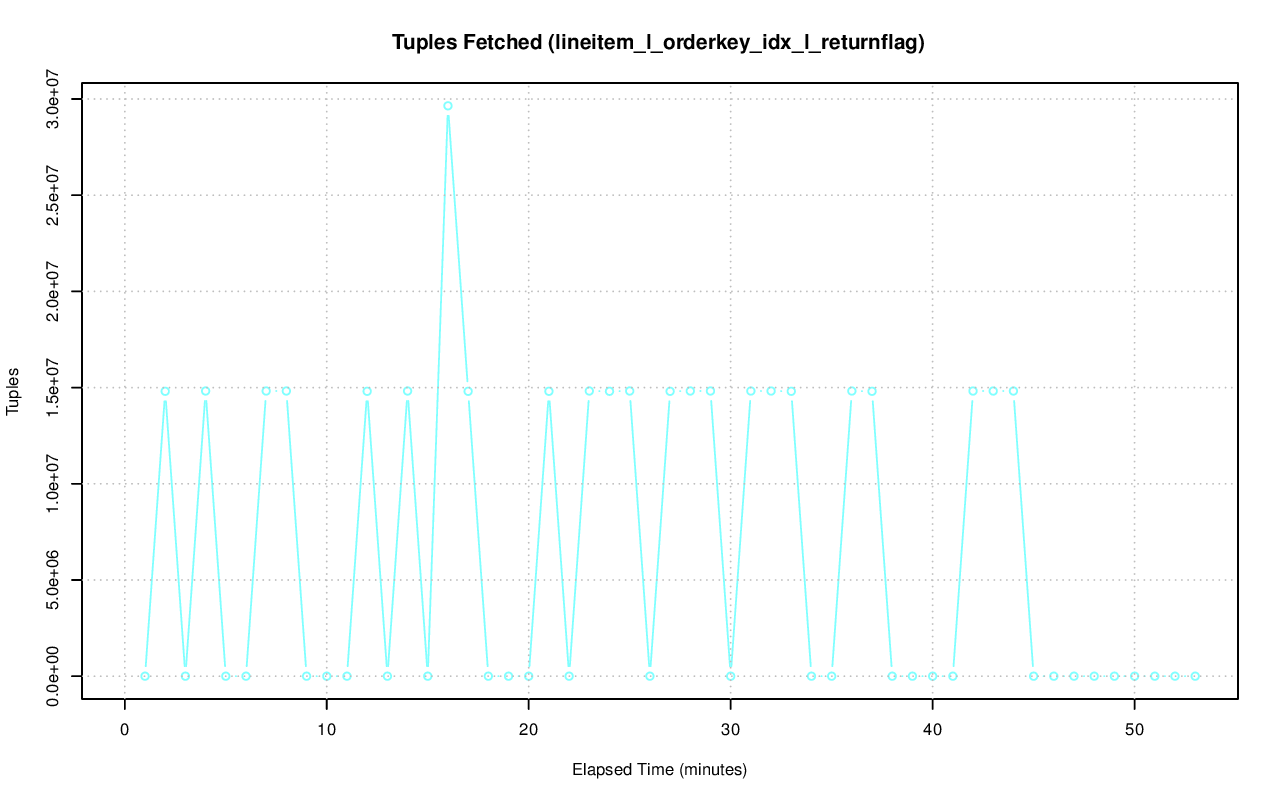 Tuples Fetched (lineitem_l_orderkey_idx_l_returnflag)
3.0e+07
2.5e+07
2.0e+07
1.5e+07
1.0e+07
5.0e+06
0.0e+00
Tuples
0 10 20 30 40 50
Elapsed Time (minutes)